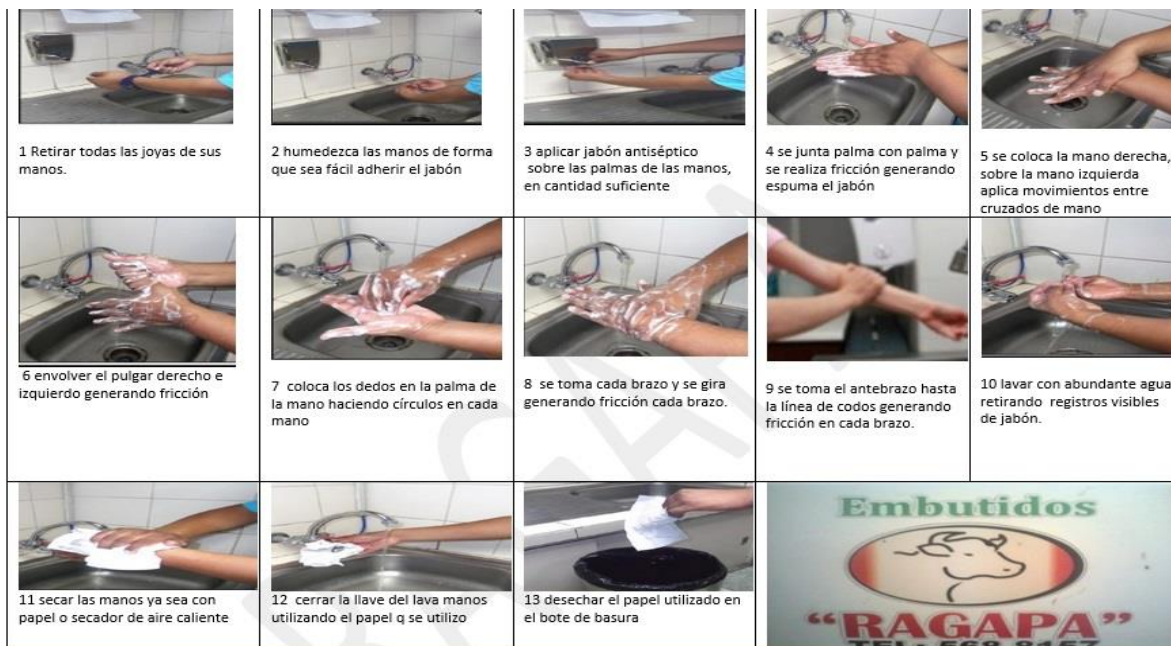 1 Retirar todas las joyas de sus
manos.
2 humedezca las manos de forma
que sea fácil adherir el jabón
3 aplicar jabón antiséptico
sobre las palmas de las manos,
en cantidad suficiente
4 se junta palma con palma y
se realiza fricción generando
espuma el jabón
5 se coloca la mano derecha,
sobre la mano izquierda
aplica movimientos entre
cruzados de mano
6 envolver el pulgar derecho e
izquierdo generando fricción
7 coloca los dedos en la palma de
la mano haciendo círculos en cada
mano
8 se toma cada brazo y se gira
generando fricción cada brazo.
9 se toma el antebrazo hasta
la línea de codos generando
fricción en cada brazo.
10 lavar con abundante agua
retirando registros visibles
de jabón.
11 secar las manos ya sea con
papel o secador de aire caliente
12 cerrar la llave del lava manos
utilizando el papel q se utilizo
13 desechar el papel utilizado en
el bote de basura
Embutidos
"RAGAPA"
TEL: 568-8157